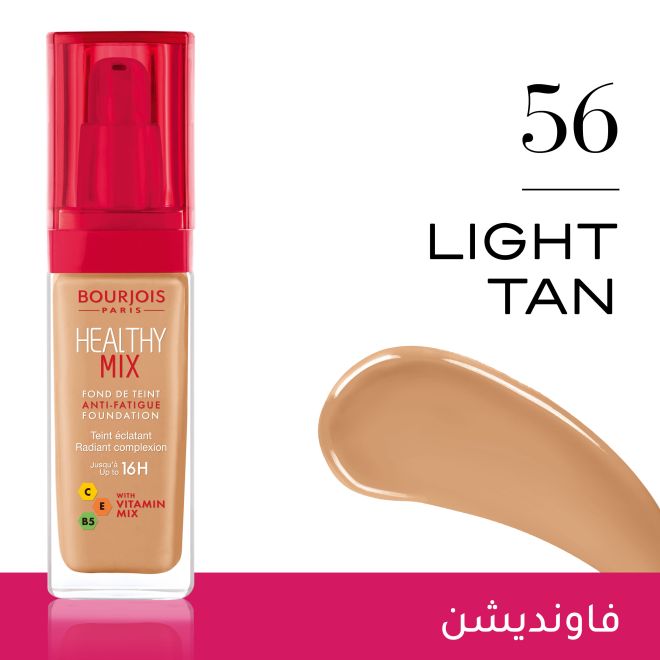 56
LIGHT
TAN
BOURJOIS
PARIS
HEALTHY
MIX
FOND DE TEINT
ANTI-FATIGUE
FOUNDATION
Teint éclatant
Radiant complexion
Jusqu'à
Up to 16H
C
E
B5
WITH
VITAMIN
MIX
فاونديشن